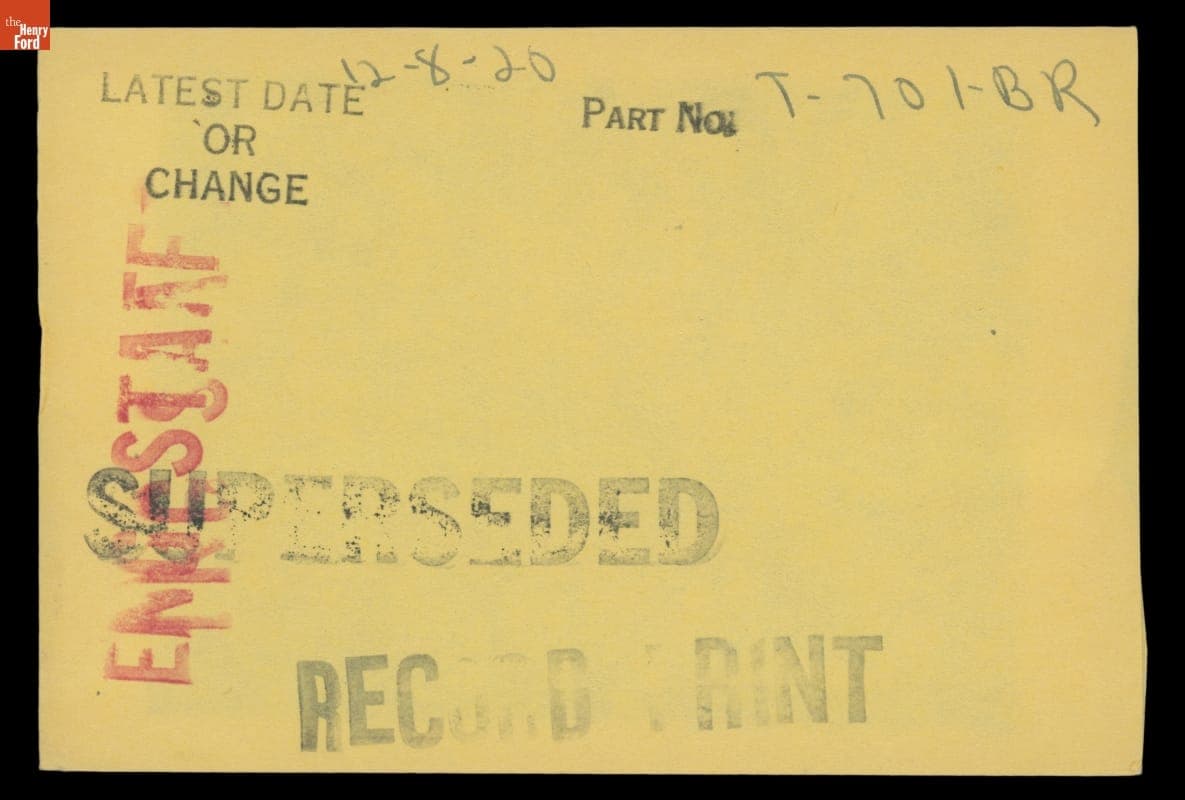 the
Henry
Ford
LATEST DATE 12-8-20
OR
CHANGE
PART NO. T-701-BR
ENG STAFF
SUPERSEDED
RECORD PRINT